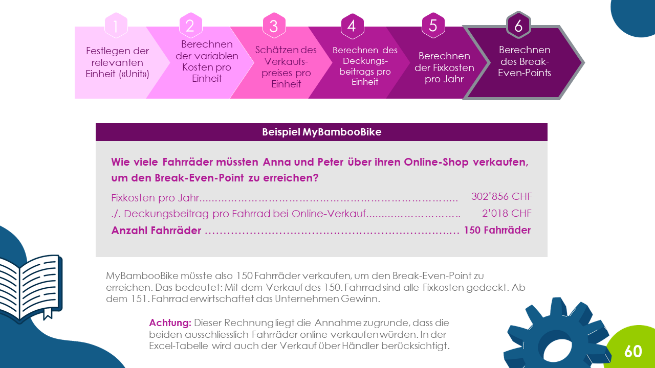 1 2 3 4 5 6
Festlegen der
relevanten
Einheit («Unit»)
Berechnen
der variablen
Kosten pro
Einheit
Schätzen des
Verkaufs-
preises pro
Einheit
Berechnen des
Deckungs-
beitrags pro
Einheit
Berechnen
der Fixkosten
pro Jahr
Berechnen
des Break-
Even-Points
Beispiel MyBambooBike
Wie viele Fahrräder müssten Anna und Peter über ihren Online-Shop verkaufen,
um den Break-Even-Point zu erreichen?
Fixkosten pro Jahr.......................................................................... 302’856 CHF
./. Deckungsbeitrag pro Fahrrad bei Online-Verkauf............................ 2’018 CHF
Anzahl Fahrräder .................................................................... 150 Fahrräder
MyBambooBike müsste also 150 Fahrräder verkaufen, um den Break-Even-Point zu
erreichen. Das bedeutet: Mit dem Verkauf des 150. Fahrrad sind alle Fixkosten gedeckt. Ab
dem 151. Fahrrad erwirtschaftet das Unternehmen Gewinn.
Achtung: Dieser Rechnung liegt die Annahme zugrunde, dass die
beiden ausschliesslich Fahrräder online verkaufen würden. In der
Excel-Tabelle wird auch der Verkauf über Händler berücksichtigt.
60